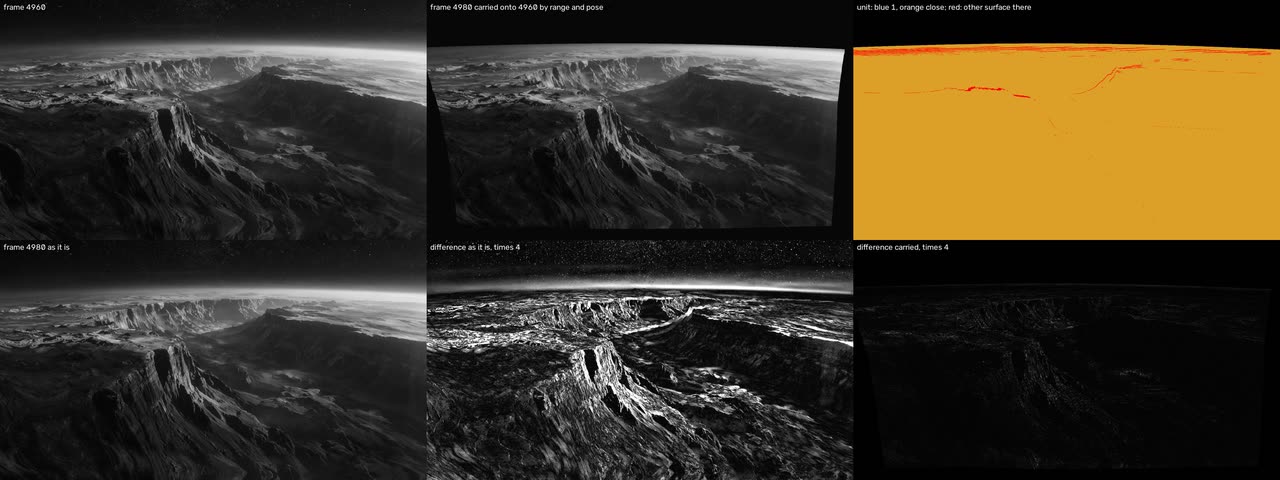 frame 4960
frame 4980 carried onto 4960 by range and pose
unit: blue 1, orange close; red: other surface there
frame 4980 as it is
difference as it is, times 4
difference carried, times 4